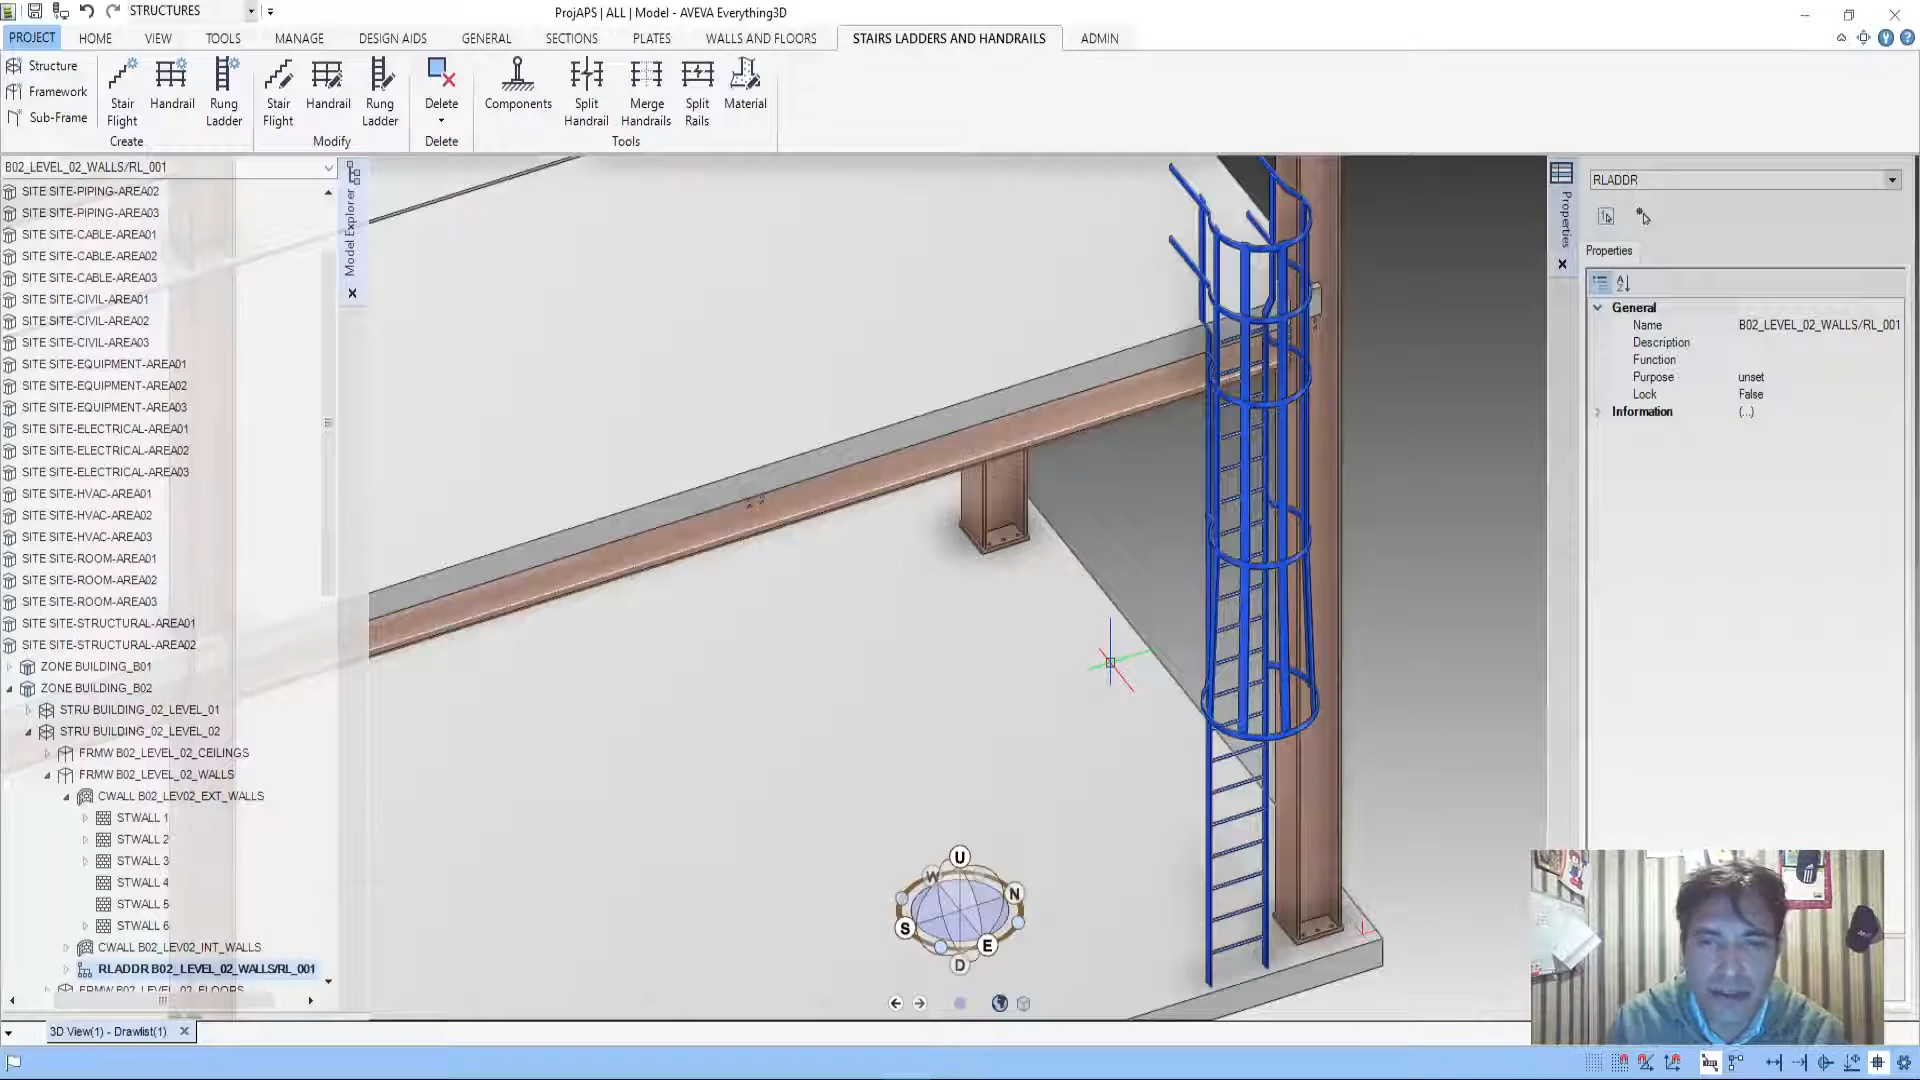 STRUCTURES
ProjAPS | ALL | Model - AVEVA Everything3D
PROJECT HOME VIEW TOOLS MANAGE DESIGN AIDS GENERAL SECTIONS PLATES WALLS AND FLOORS STAIRS LADDERS AND HANDRAILS ADMIN
Structure
Framework
Sub-Frame
Stair Flight
Handrail
Rung Ladder
Create
Stair Flight
Handrail
Rung Ladder
Modify
Delete
Delete
Components
Split Handrail
Merge Handrails
Split Rails
Material
Tools
B02_LEVEL_02_WALLS/RL_001
SITE SITE-PIPING-AREA02
SITE SITE-PIPING-AREA03
SITE SITE-CABLE-AREA01
SITE SITE-CABLE-AREA02
SITE SITE-CABLE-AREA03
SITE SITE-CIVIL-AREA01
SITE SITE-CIVIL-AREA02
SITE SITE-CIVIL-AREA03
SITE SITE-EQUIPMENT-AREA01
SITE SITE-EQUIPMENT-AREA02
SITE SITE-EQUIPMENT-AREA03
SITE SITE-ELECTRICAL-AREA01
SITE SITE-ELECTRICAL-AREA02
SITE SITE-ELECTRICAL-AREA03
SITE SITE-HVAC-AREA01
SITE SITE-HVAC-AREA02
SITE SITE-HVAC-AREA03
SITE SITE-ROOM-AREA01
SITE SITE-ROOM-AREA02
SITE SITE-ROOM-AREA03
SITE SITE-STRUCTURAL-AREA01
SITE SITE-STRUCTURAL-AREA02
ZONE BUILDING_B01
ZONE BUILDING_B02
STRU BUILDING_02_LEVEL_01
STRU BUILDING_02_LEVEL_02
FRMW B02_LEVEL_02_CEILINGS
FRMW B02_LEVEL_02_WALLS
CWALL B02_LEV02_EXT_WALLS
STWALL 1
STWALL 2
STWALL 3
STWALL 4
STWALL 5
STWALL 6
CWALL B02_LEV02_INT_WALLS
RLADDR B02_LEVEL_02_WALLS/RL_001
FRMW B02_LEVEL_02_FLOORS
Model Explorer
U
W
N
S
E
D
Properties
RLADDR
Properties
General
Name B02_LEVEL_02_WALLS/RL_001
Description
Function
Purpose unset
Lock False
Information (...)
3D View(1) - Drawlist(1)